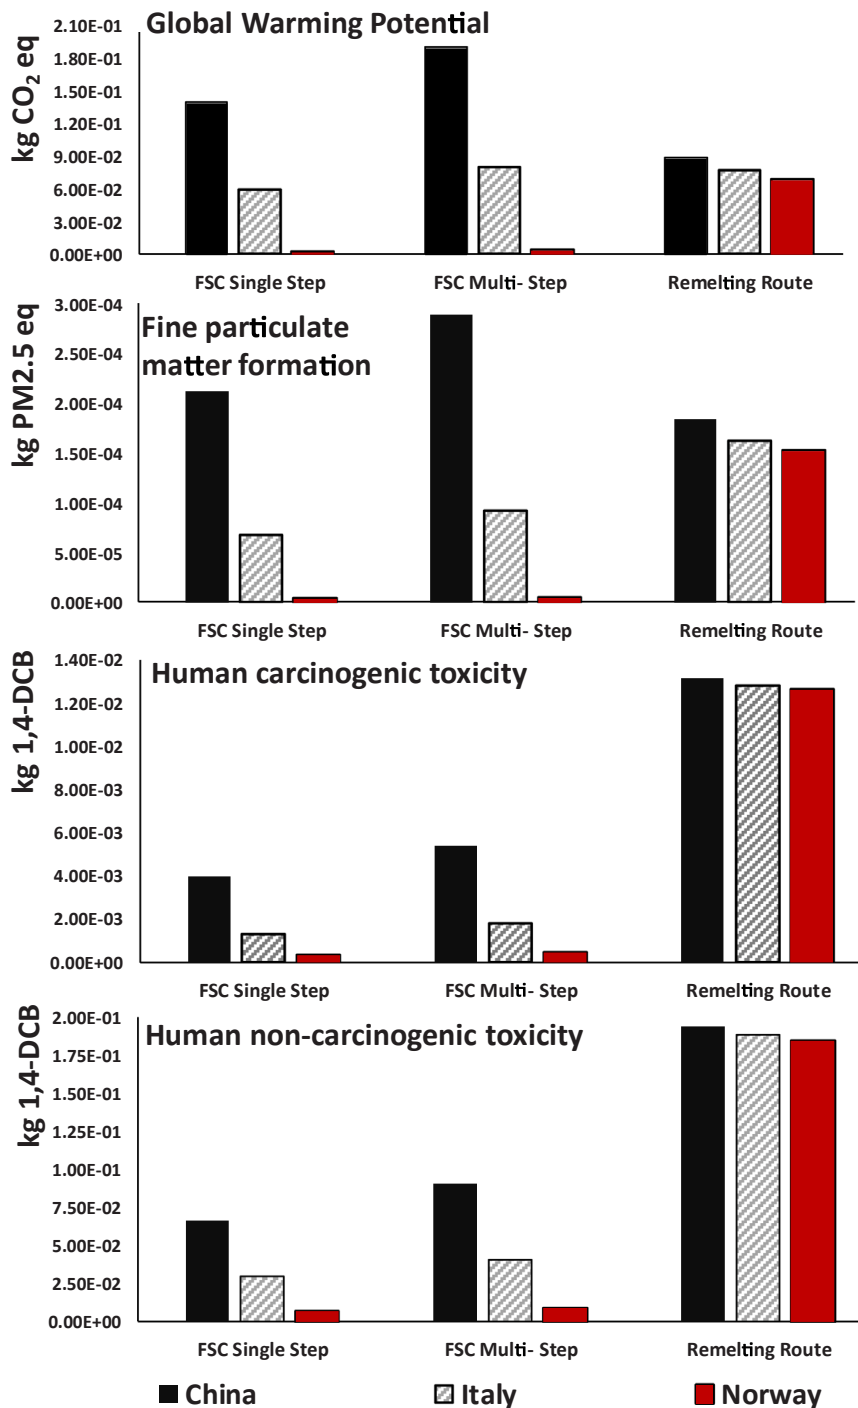 Global Warming Potential
kg CO₂ eq
2.10E-01
1.80E-01
1.50E-01
1.20E-01
9.00E-02
6.00E-02
3.00E-02
0.00E+00
FSC Single Step
FSC Multi- Step
Remelting Route
Fine particulate
matter formation
kg PM2.5 eq
3.00E-04
2.50E-04
2.00E-04
1.50E-04
1.00E-04
5.00E-05
0.00E+00
FSC Single Step
FSC Multi- Step
Remelting Route
Human carcinogenic toxicity
kg 1,4-DCB
1.40E-02
1.20E-02
1.00E-02
8.00E-03
6.00E-03
4.00E-03
2.00E-03
0.00E+00
FSC Single Step
FSC Multi- Step
Remelting Route
Human non-carcinogenic toxicity
kg 1,4-DCB
2.00E-01
1.75E-01
1.50E-01
1.25E-01
1.00E-01
7.50E-02
5.00E-02
2.50E-02
0.00E+00
FSC Single Step
FSC Multi- Step
Remelting Route
China
Italy
Norway